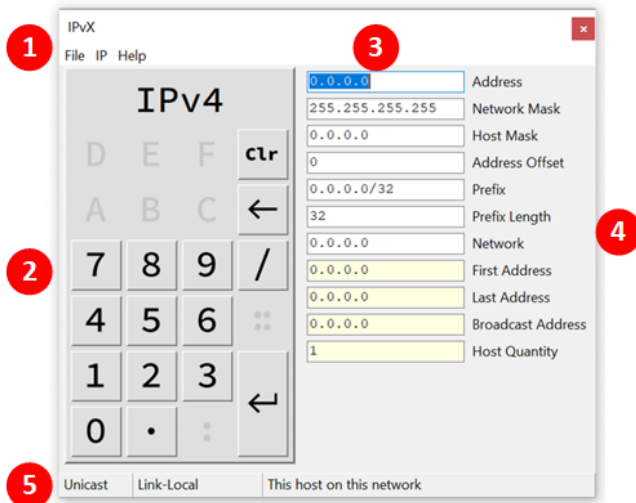 IPvX
×
1
3
File IP Help
IPv4
D E F Clr
A B C ←
2
7 8 9 /
4 5 6 ::
1 2 3 ↵
0 . :
0.0.0.0 Address
255.255.255.255 Network Mask
0.0.0.0 Host Mask
0 Address Offset
0.0.0.0/32 Prefix
32 Prefix Length
0.0.0.0 Network
4
0.0.0.0 First Address
0.0.0.0 Last Address
0.0.0.0 Broadcast Address
1 Host Quantity
5
Unicast Link-Local This host on this network